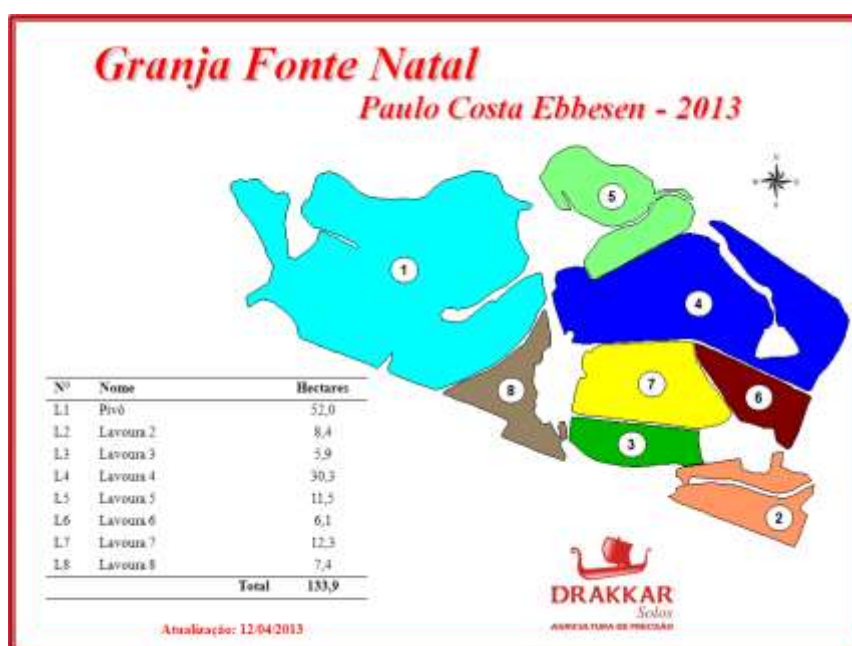 Granja Fonte Natal
Paulo Costa Ebbesen - 2013
N
5
1
4
7
6
8
3
2
Nº Nome Hectares
L1 Pivô 52,0
L2 Lavoura 2 8,4
L3 Lavoura 3 5,9
L4 Lavoura 4 30,3
L5 Lavoura 5 11,5
L6 Lavoura 6 6,1
L7 Lavoura 7 12,3
L8 Lavoura 8 7,4
Total 133,9
Atualização: 12/04/2013
DRAKKAR
Solos
AGRICULTURA DE PRECISÃO